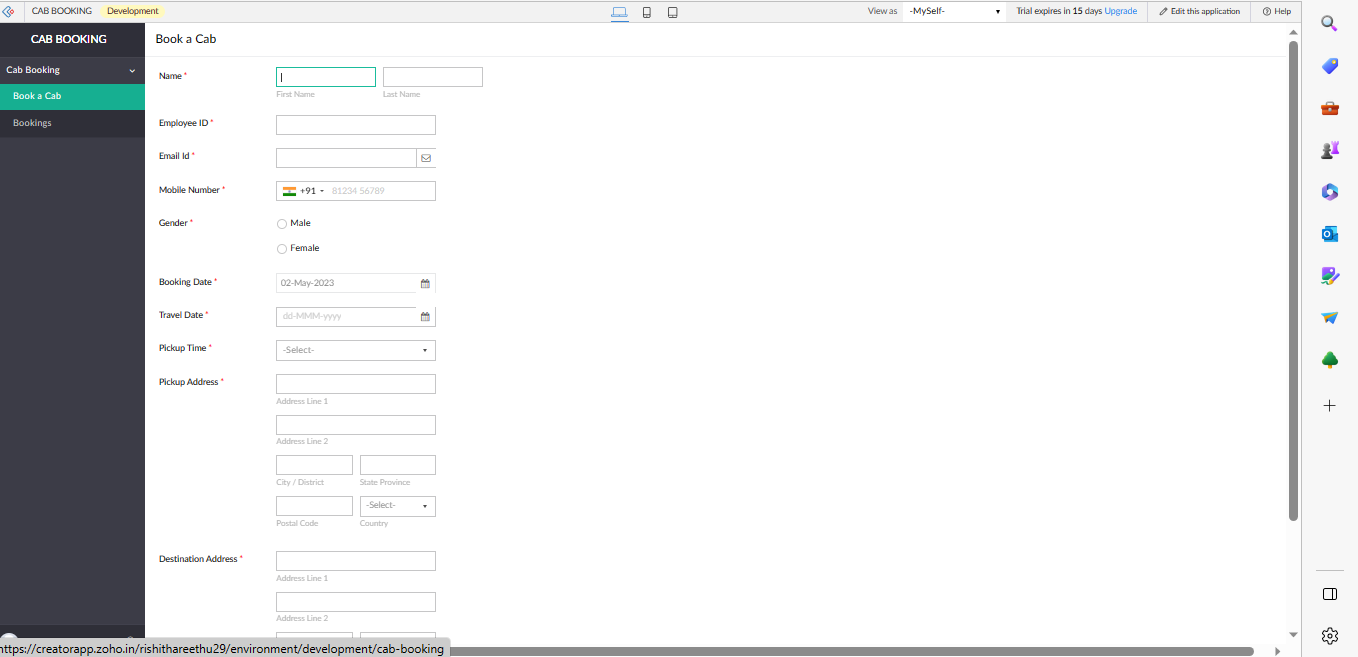 CAB BOOKING Development View as -MySelf- Trial expires in 15 days Upgrade Edit this application Help
CAB BOOKING
Book a Cab
Cab Booking
Book a Cab
Bookings
Name *
First Name Last Name
Employee ID *
Email Id *
Mobile Number * +91 81234 56789
Gender * Male
Female
Booking Date * 02-May-2023
Travel Date * dd-MMM-yyyy
Pickup Time * -Select-
Pickup Address *
Address Line 1
Address Line 2
City / District State Province
-Select-
Postal Code Country
Destination Address *
Address Line 1
Address Line 2
https://creatorapp.zoho.in/rishithareethu29/environment/development/cab-booking